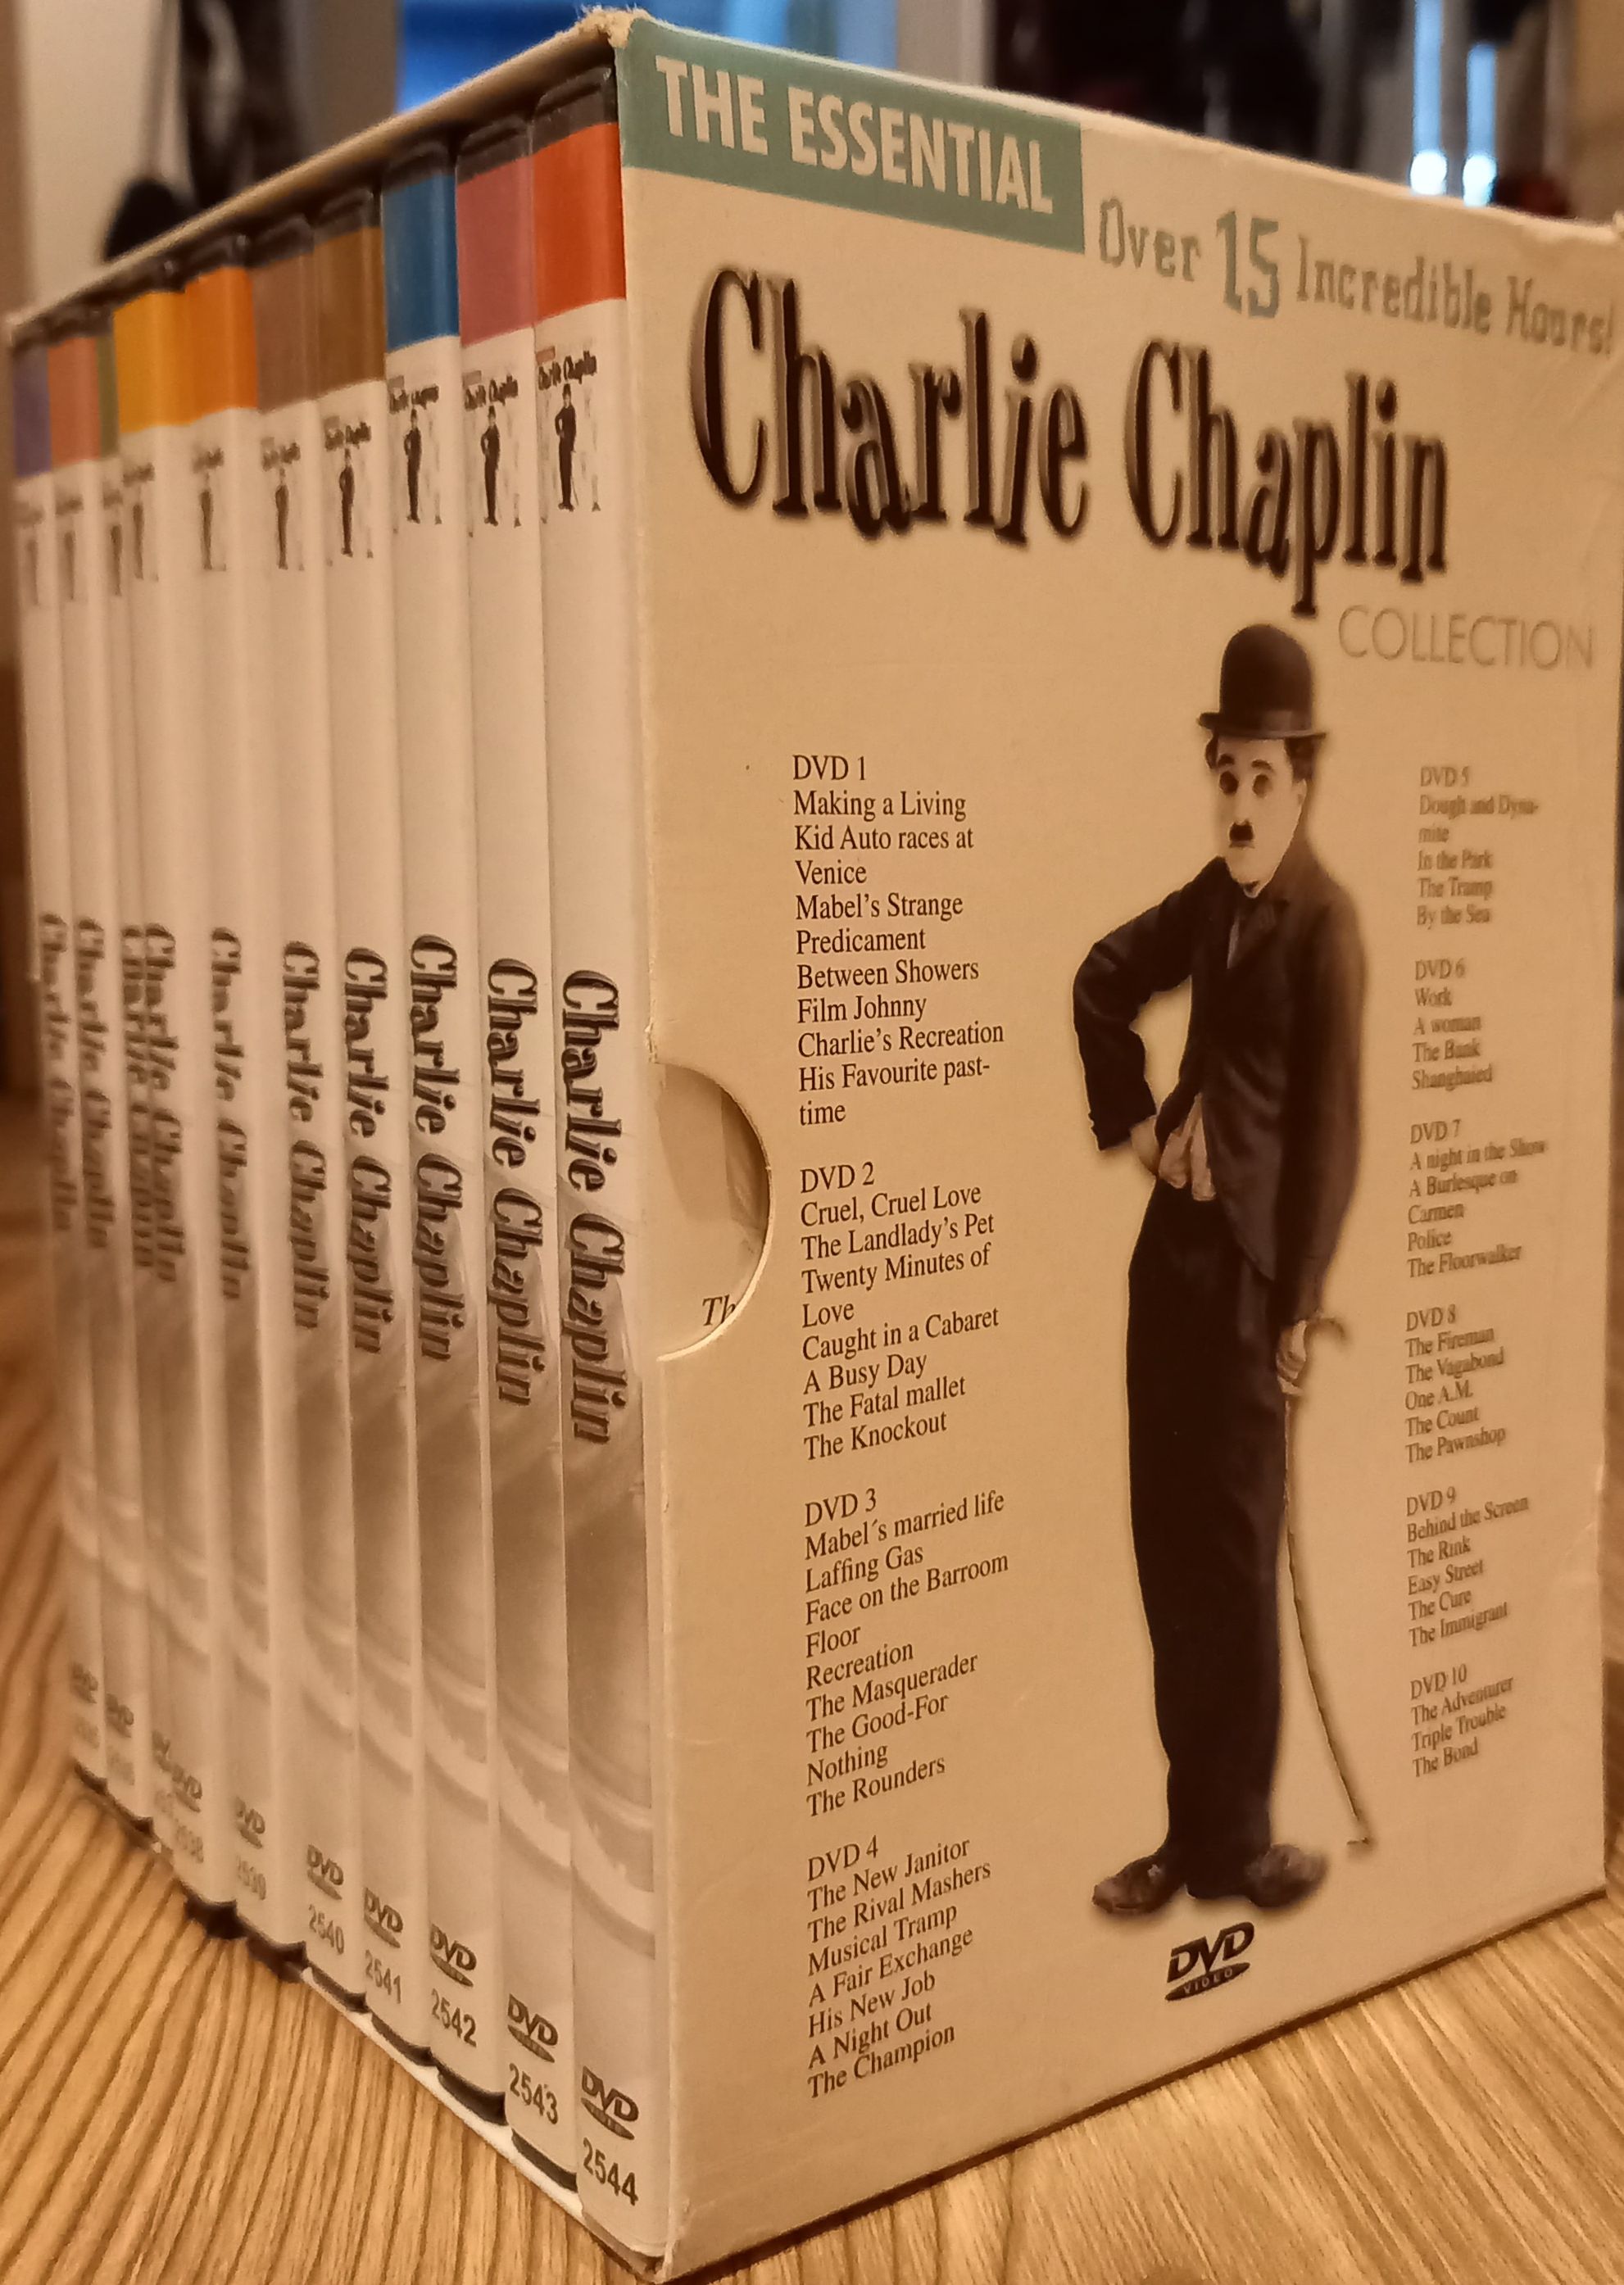 THE ESSENTIAL
Over 15 Incredible Hours!
Charlie Chaplin
COLLECTION
DVD 1
Making a Living
Kid Auto races at
Venice
Mabel's Strange
Predicament
Between Showers
Film Johnny
Charlie's Recreation
His Favourite past-
time
DVD 2
Cruel, Cruel Love
The Landlady's Pet
Twenty Minutes of
Love
Caught in a Cabaret
A Busy Day
The Fatal mallet
The Knockout
DVD 3
Mabel´s married life
Laffing Gas
Face on the Barroom
Floor
Recreation
The Masquerader
The Good-For
Nothing
The Rounders
DVD 4
The New Janitor
The Rival Mashers
Musical Tramp
A Fair Exchange
His New Job
A Night Out
The Champion
DVD 5
Dough and Dyna-
mite
In the Park
The Tramp
By the Sea
DVD 6
Work
A woman
The Bank
Shanghaied
DVD 7
A night in the Show
A Burlesque on
Carmen
Police
The Floorwalker
DVD 8
The Fireman
The Vagabond
One A.M.
The Count
The Pawnshop
DVD 9
Behind the Screen
The Rink
Easy Street
The Cure
The Immigrant
DVD 10
The Adventurer
Triple Trouble
The Bond
DVD
VIDEO
Th
Charlie Chaplin
Charlie Chaplin
Charlie Chaplin
Charlie Chaplin
Charlie Chaplin
Charlie Chaplin
Charlie Chaplin
Charlie Chaplin
Charlie Chaplin
Charlie Chaplin
Charlie Chaplin
Charlie Chaplin
Charlie Chaplin
DVD
2539
DVD
2540
DVD
2541
DVD
2542
DVD
2543
DVD
2544